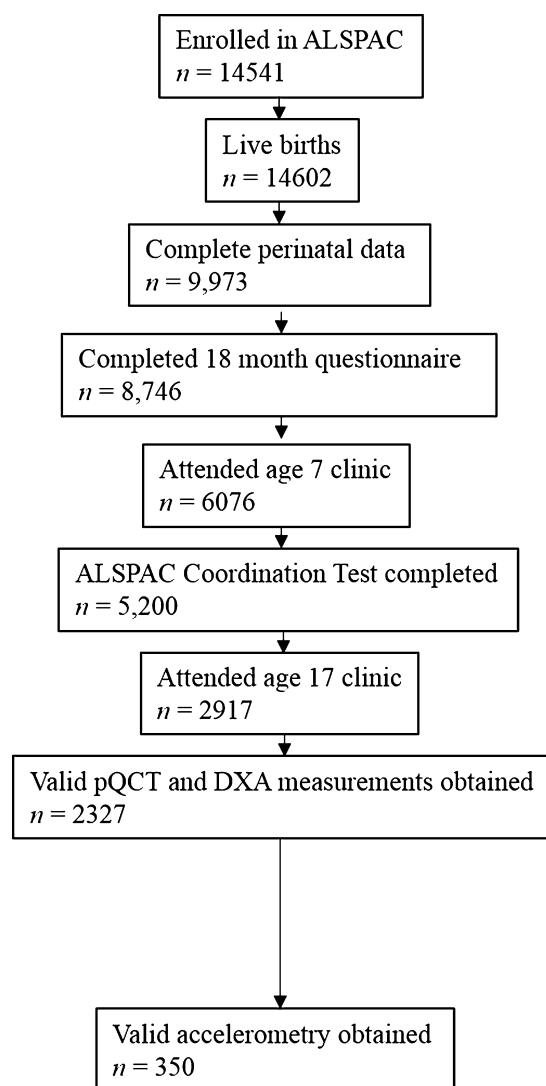 Enrolled in ALSPAC
n = 14541
Live births
n = 14602
Complete perinatal data
n = 9,973
Completed 18 month questionnaire
n = 8,746
Attended age 7 clinic
n = 6076
ALSPAC Coordination Test completed
n = 5,200
Attended age 17 clinic
n = 2917
Valid pQCT and DXA measurements obtained
n = 2327
Valid accelerometry obtained
n = 350